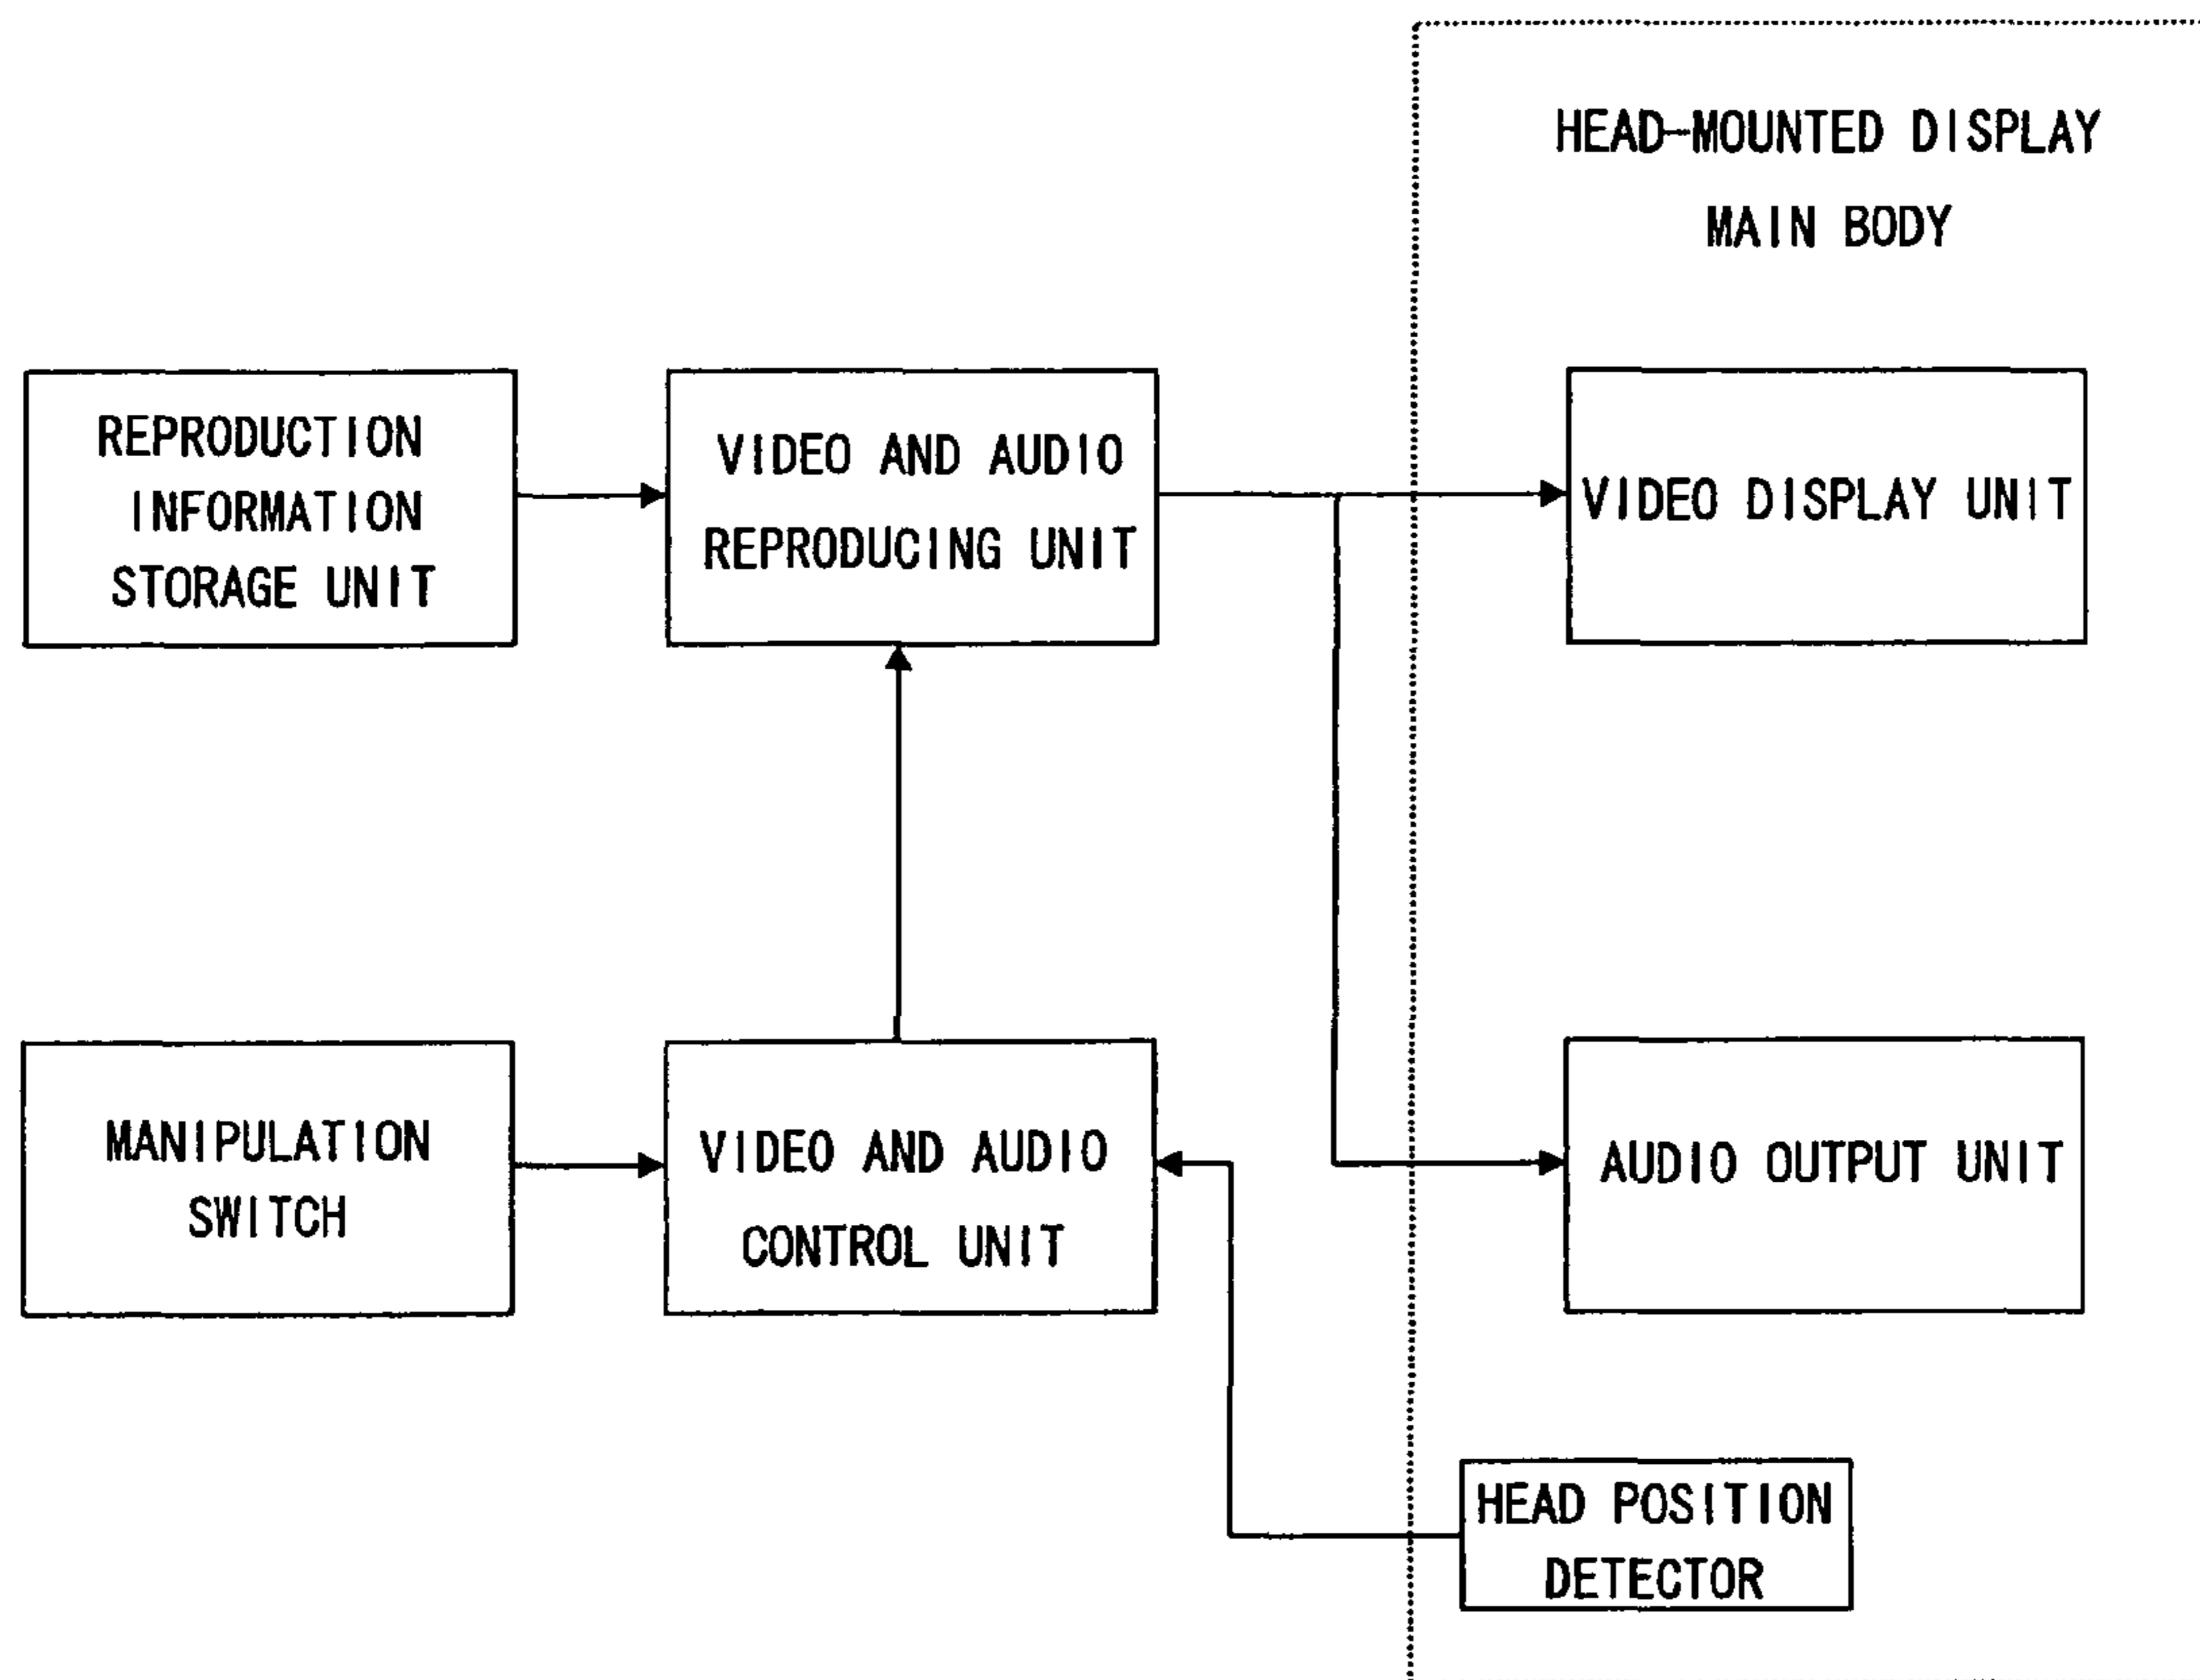 HEAD-MOUNTED DISPLAY
MAIN BODY
REPRODUCTION
INFORMATION
STORAGE UNIT
VIDEO AND AUDIO
REPRODUCING UNIT
VIDEO DISPLAY UNIT
MANIPULATION
SWITCH
VIDEO AND AUDIO
CONTROL UNIT
AUDIO OUTPUT UNIT
HEAD POSITION
DETECTOR